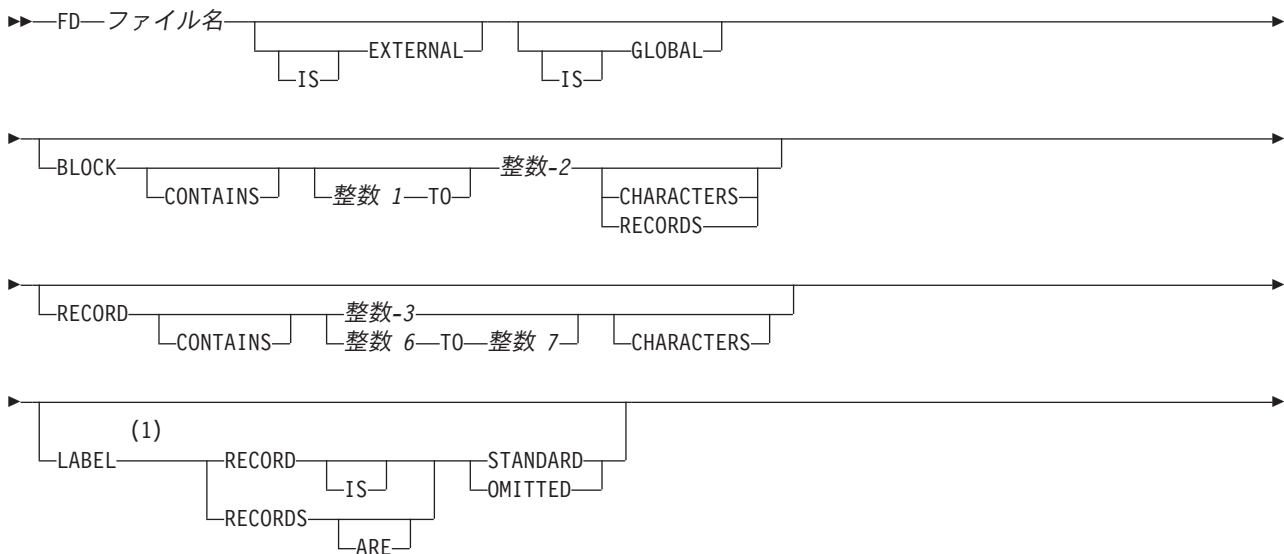 FD ファイル名 EXTERNAL GLOBAL
IS IS
BLOCK 整数-2
CONTAINS 整数 1 TO CHARACTERS
RECORDS
RECORD 整数-3
CONTAINS 整数 6 TO 整数 7 CHARACTERS
(1)
LABEL RECORD STANDARD
IS OMITTED
RECORDS
ARE